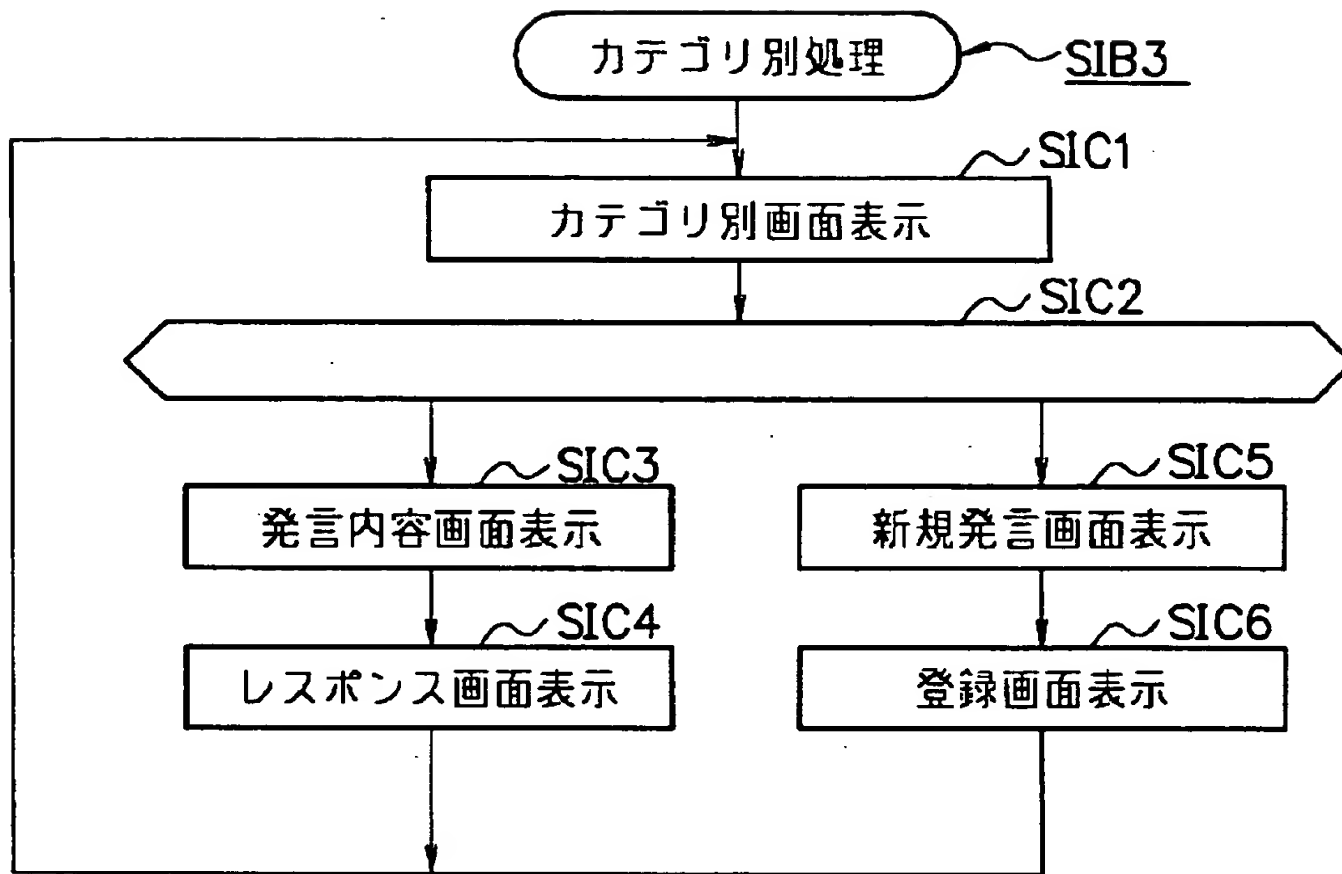 カテゴリ別処理
SIB3
SIC1
カテゴリ別画面表示
SIC2
SIC3
発言内容画面表示
SIC5
新規発言画面表示
SIC4
レスポンス画面表示
SIC6
登録画面表示